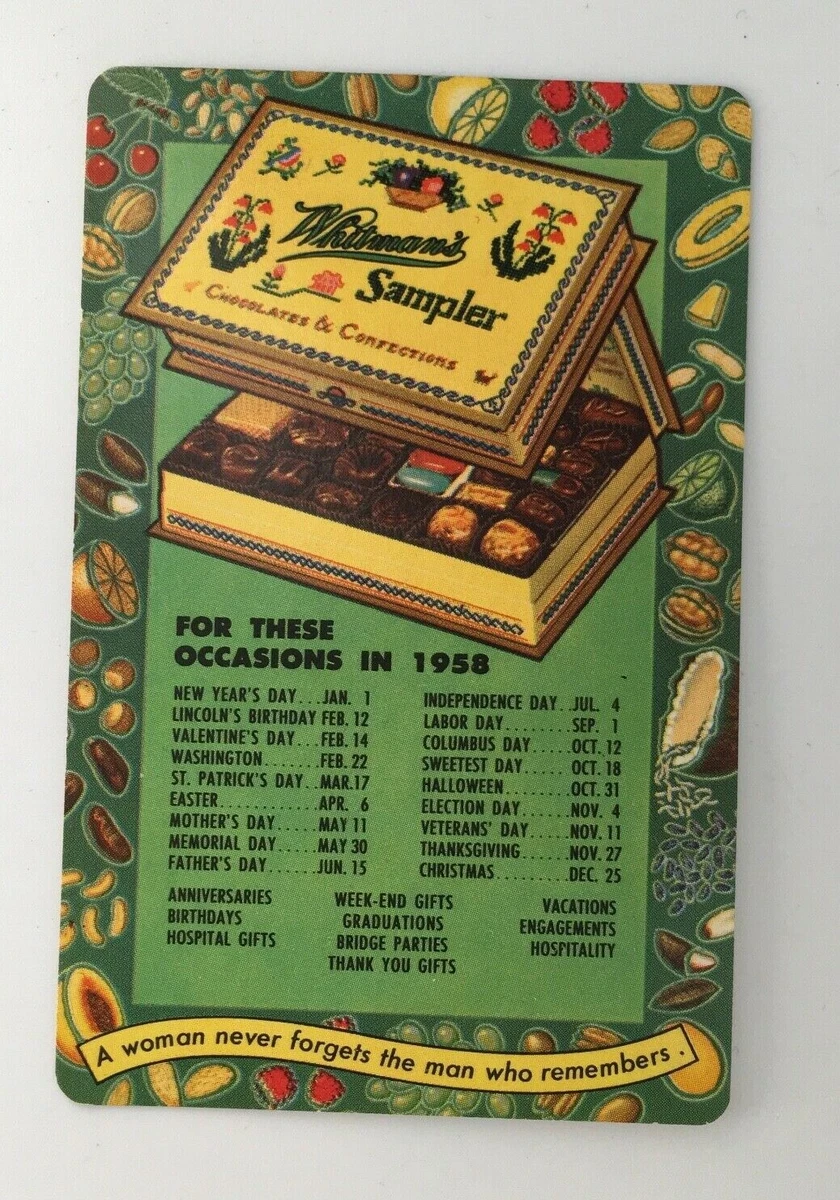 Whitman's
Sampler
CHOCOLATES & CONFECTIONS
FOR THESE
OCCASIONS IN 1958
NEW YEAR'S DAY...JAN. 1
LINCOLN'S BIRTHDAY FEB. 12
VALENTINE'S DAY...FEB. 14
WASHINGTON.......FEB. 22
ST. PATRICK'S DAY..MAR.17
EASTER............APR. 6
MOTHER'S DAY.....MAY 11
MEMORIAL DAY.....MAY 30
FATHER'S DAY......JUN. 15
INDEPENDENCE DAY..JUL. 4
LABOR DAY........SEP. 1
COLUMBUS DAY.....OCT. 12
SWEETEST DAY.....OCT. 18
HALLOWEEN........OCT. 31
ELECTION DAY......NOV. 4
VETERANS' DAY....NOV. 11
THANKSGIVING......NOV. 27
CHRISTMAS.........DEC. 25
ANNIVERSARIES
BIRTHDAYS
HOSPITAL GIFTS
WEEK-END GIFTS
GRADUATIONS
BRIDGE PARTIES
THANK YOU GIFTS
VACATIONS
ENGAGEMENTS
HOSPITALITY
A woman never forgets the man who remembers.